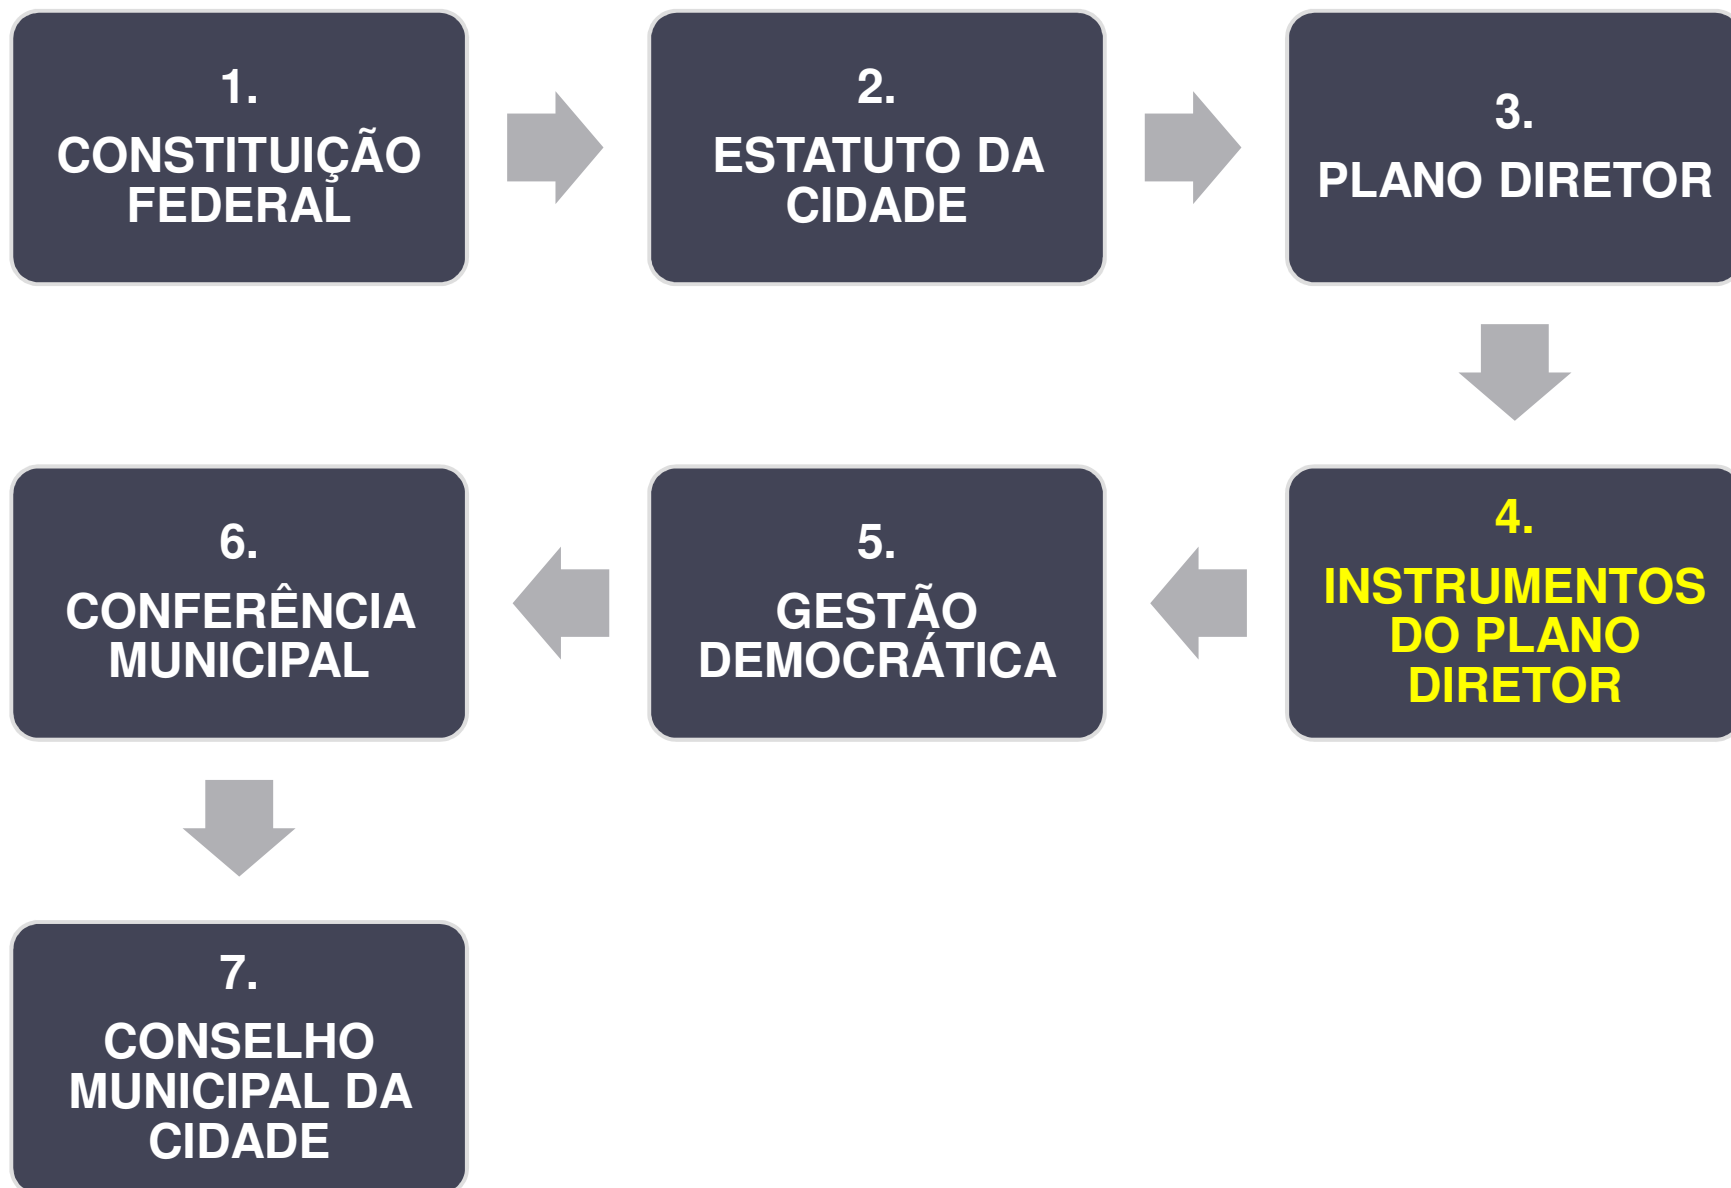 1.
CONSTITUIÇÃO
FEDERAL
2.
ESTATUTO DA
CIDADE
3.
PLANO DIRETOR
4.
INSTRUMENTOS
DO PLANO
DIRETOR
5.
GESTÃO
DEMOCRÁTICA
6.
CONFERÊNCIA
MUNICIPAL
7.
CONSELHO
MUNICIPAL DA
CIDADE